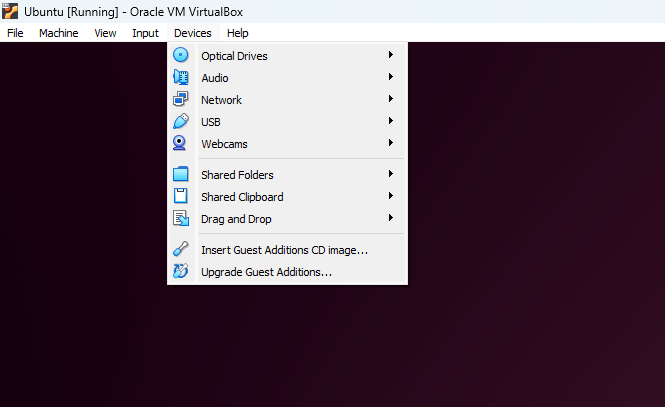 Ubuntu [Running] - Oracle VM VirtualBox
File Machine View Input Devices Help
Optical Drives
Audio
Network
USB
Webcams
Shared Folders
Shared Clipboard
Drag and Drop
Insert Guest Additions CD image...
Upgrade Guest Additions...